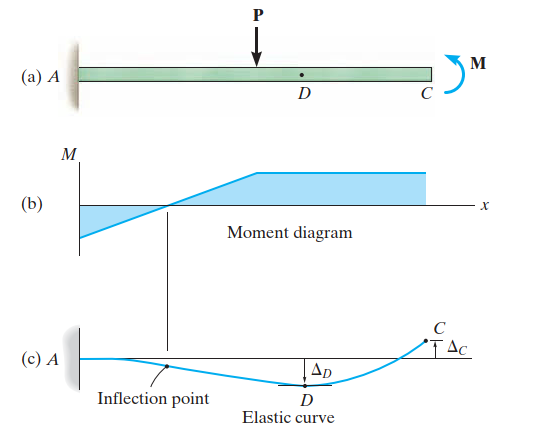 P
(a) A
M
D
C
M
(b)
x
Moment diagram
C
ΔC
(c) A
ΔD
Inflection point
D
Elastic curve